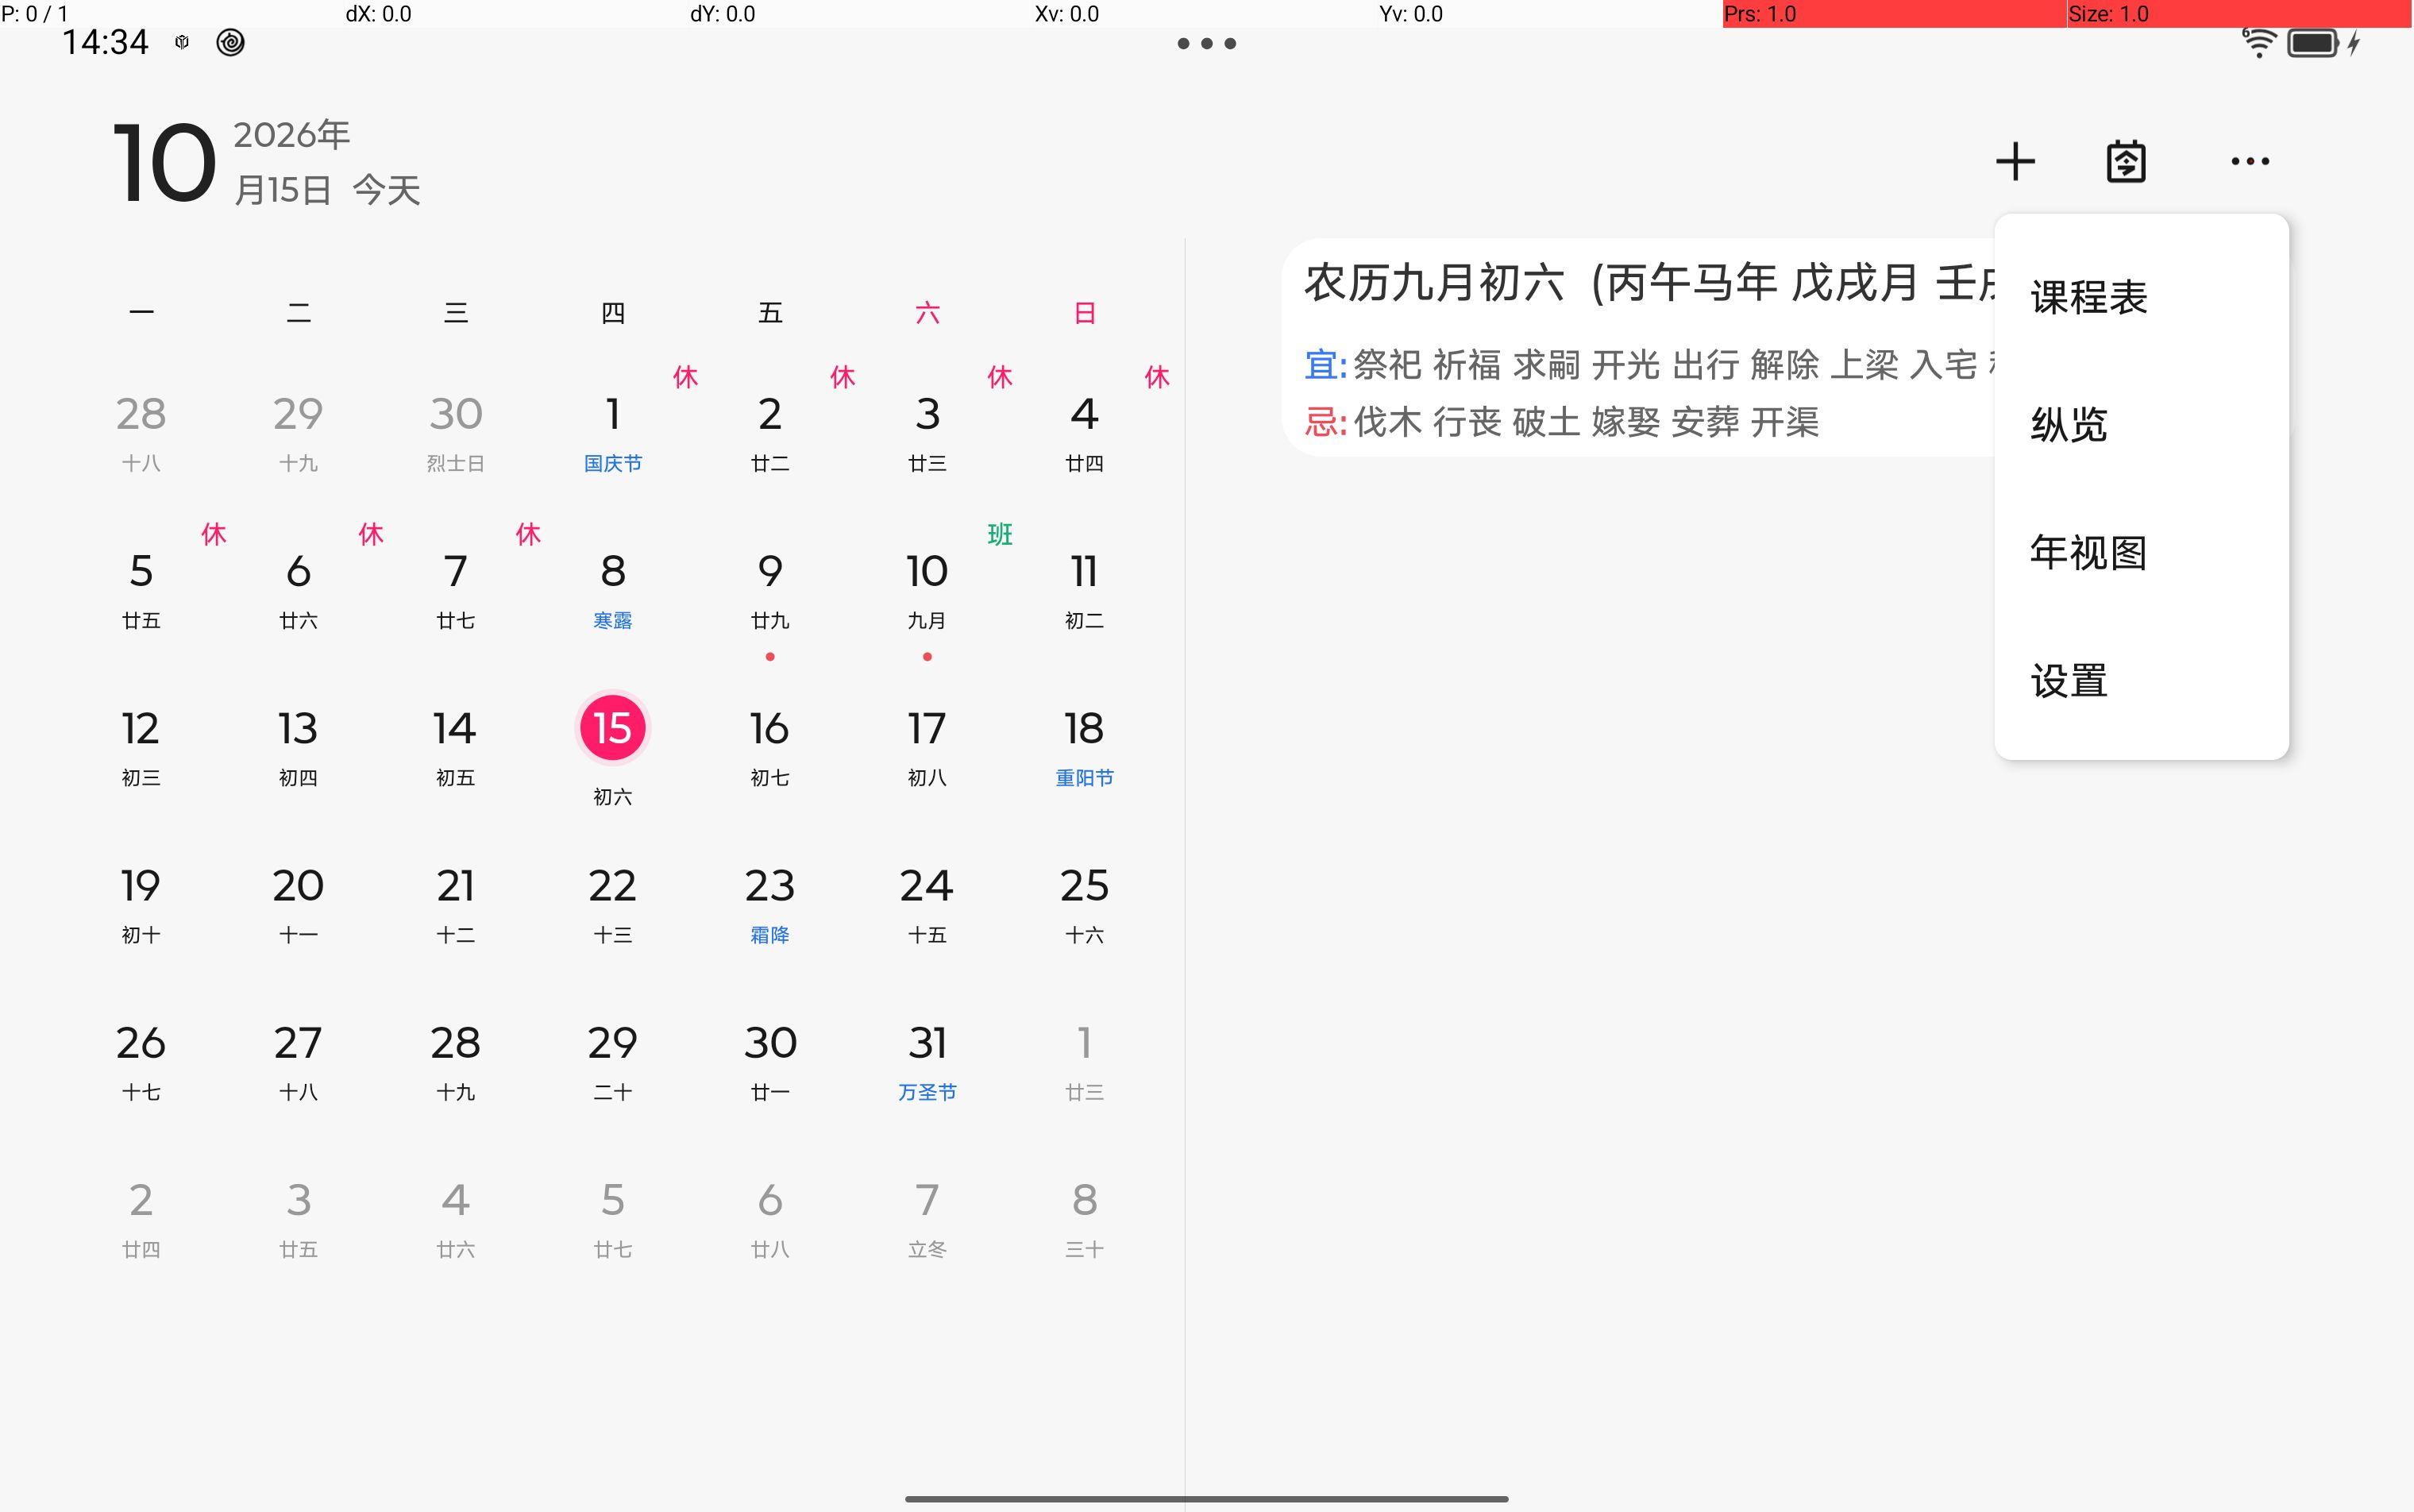 P: 0 / 1 dX: 0.0 dY: 0.0 Xv: 0.0 Yv: 0.0 Prs: 1.0 Size: 1.0
14:34
10 2026年
月15日 今天
农历九月初六 (丙午马年 戊戌月
宜: 祭祀 祈福 求嗣 开光 出行 解除 上梁 入宅
忌: 伐木 行丧 破土 嫁娶 安葬 开渠
课程表
纵览
年视图
设置
一 二 三 四 五 六 日
休 休 休 休
28 29 30 1 2 3 4
十八 十九 烈士日 国庆节 廿二 廿三 廿四
休 休 休 班
5 6 7 8 9 10 11
廿五 廿六 廿七 寒露 廿九 九月 初二
12 13 14 15 16 17 18
初三 初四 初五 初六 初七 初八 重阳节
19 20 21 22 23 24 25
初十 十一 十二 十三 霜降 十五 十六
26 27 28 29 30 31 1
十七 十八 十九 二十 廿一 万圣节 廿三
2 3 4 5 6 7 8
廿四 廿五 廿六 廿七 廿八 立冬 三十